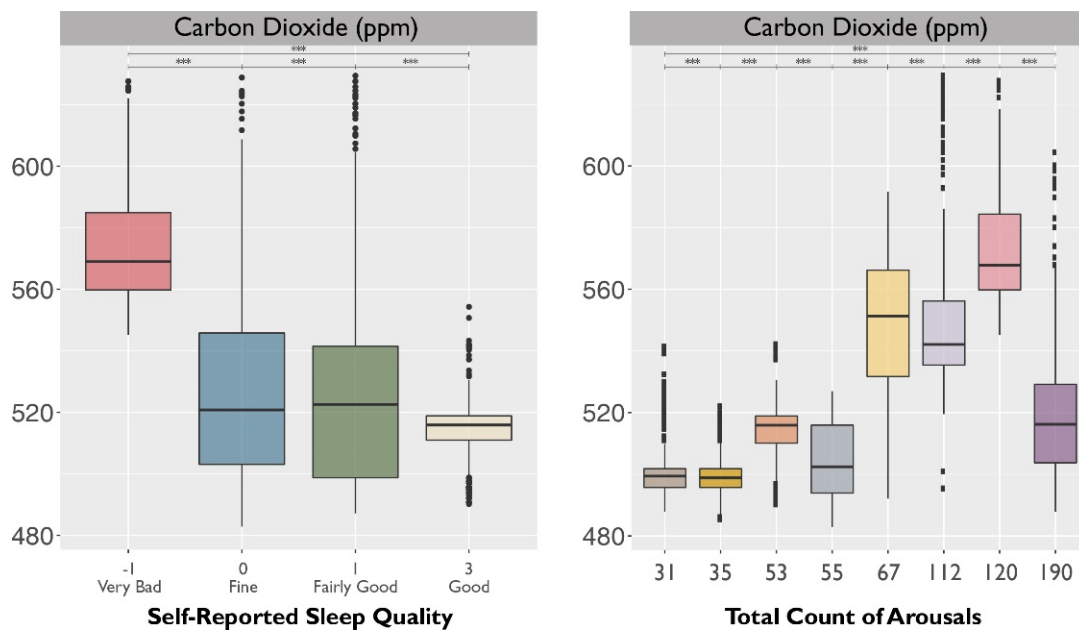 Carbon Dioxide (ppm)
***
*** *** ***
600
560
520
480
-1 0 1 3
Very Bad Fine Fairly Good Good
Self-Reported Sleep Quality
Carbon Dioxide (ppm)
***
*** *** *** *** *** *** ***
600
560
520
480
31 35 53 55 67 112 120 190
Total Count of Arousals